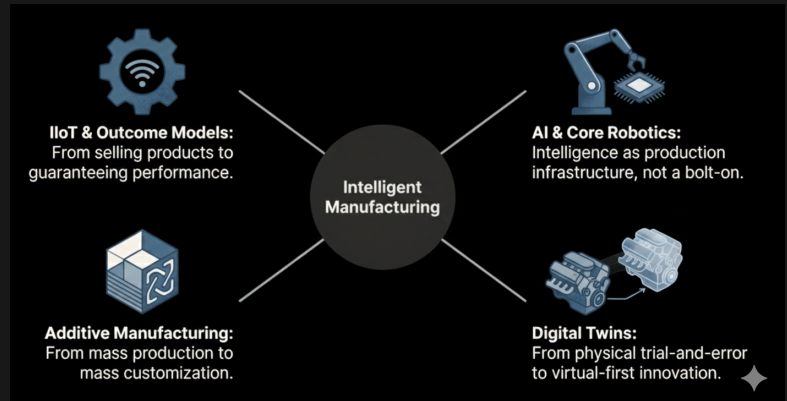 IIoT & Outcome Models:
From selling products to
guaranteeing performance.
AI & Core Robotics:
Intelligence as production
infrastructure, not a bolt-on.
Intelligent
Manufacturing
Additive Manufacturing:
From mass production to
mass customization.
Digital Twins:
From physical trial-and-error
to virtual-first innovation.